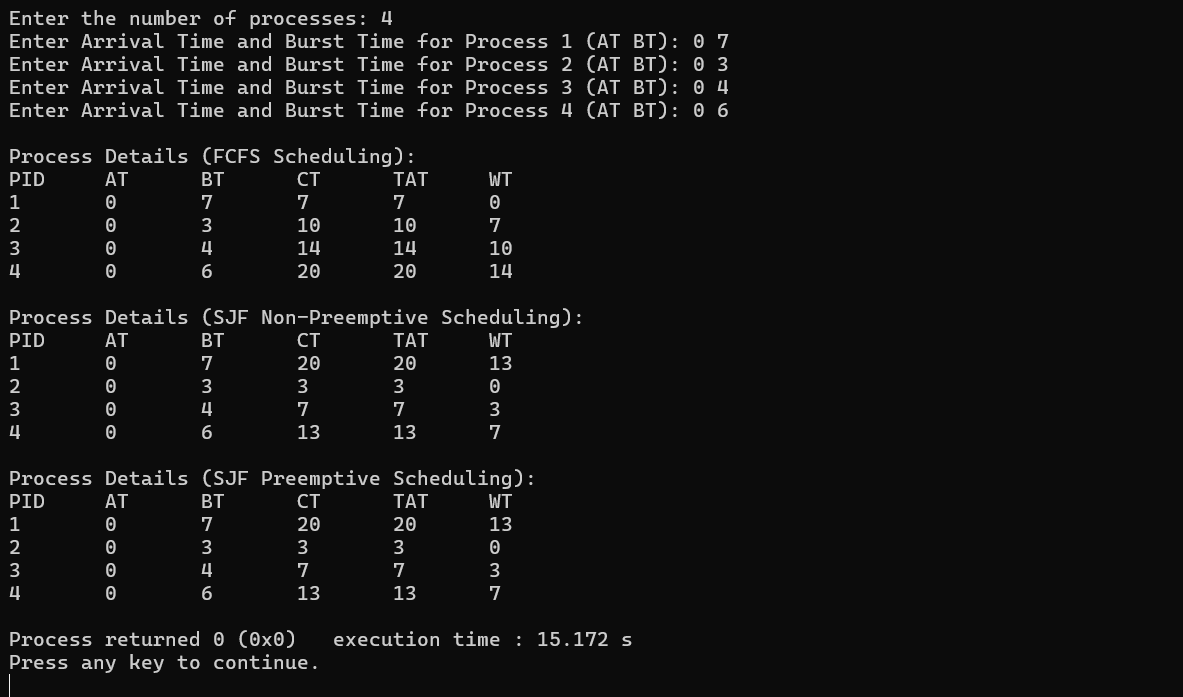 Enter the number of processes: 4
Enter Arrival Time and Burst Time for Process 1 (AT BT): 0 7
Enter Arrival Time and Burst Time for Process 2 (AT BT): 0 3
Enter Arrival Time and Burst Time for Process 3 (AT BT): 0 4
Enter Arrival Time and Burst Time for Process 4 (AT BT): 0 6

Process Details (FCFS Scheduling):
PID     AT      BT      CT      TAT     WT
1       0       7       7       7       0
2       0       3       10      10      7
3       0       4       14      14      10
4       0       6       20      20      14

Process Details (SJF Non-Preemptive Scheduling):
PID     AT      BT      CT      TAT     WT
1       0       7       20      20      13
2       0       3       3       3       0
3       0       4       7       7       3
4       0       6       13      13      7

Process Details (SJF Preemptive Scheduling):
PID     AT      BT      CT      TAT     WT
1       0       7       20      20      13
2       0       3       3       3       0
3       0       4       7       7       3
4       0       6       13      13      7

Process returned 0 (0x0)   execution time : 15.172 s
Press any key to continue.